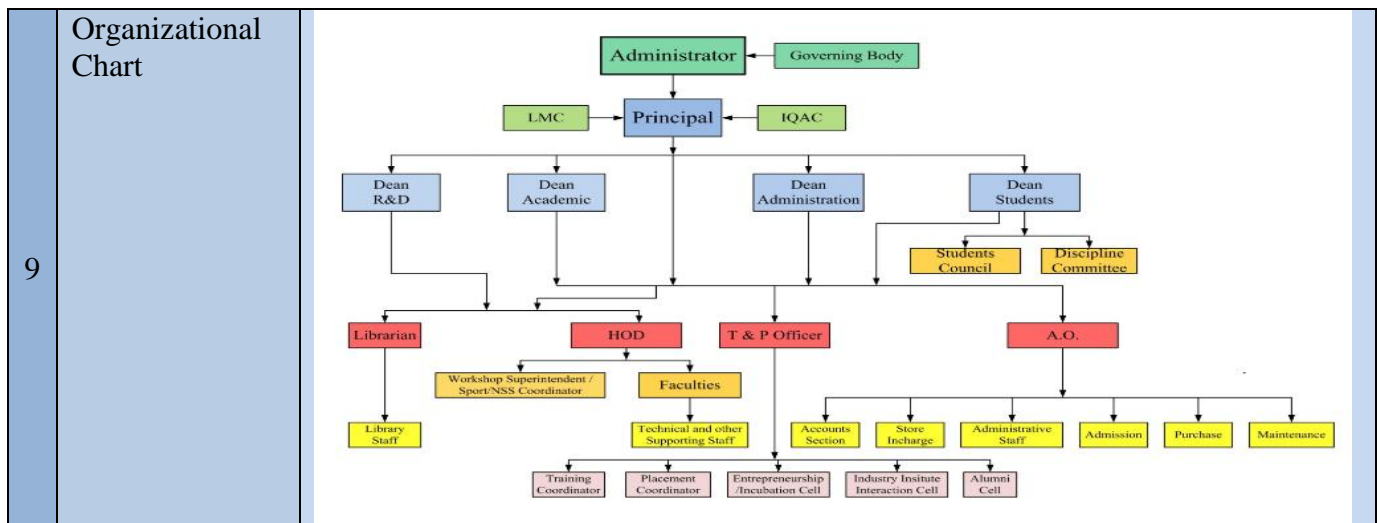 9
Organizational
Chart
Administrator
Governing Body
LMC
Principal
IQAC
Dean
R&D
Dean
Academic
Dean
Administration
Dean
Students
Students
Council
Discipline
Committee
Librarian
HOD
T & P Officer
A.O.
Workshop Superintendent /
Sport/NSS Coordinator
Faculties
Library
Staff
Technical and other
Supporting Staff
Accounts
Section
Store
Incharge
Administrative
Staff
Admission
Purchase
Maintenance
Training
Coordinator
Placement
Coordinator
Entrepreneurship
/Incubation Cell
Industry Insitute
Interaction Cell
Alumni
Cell